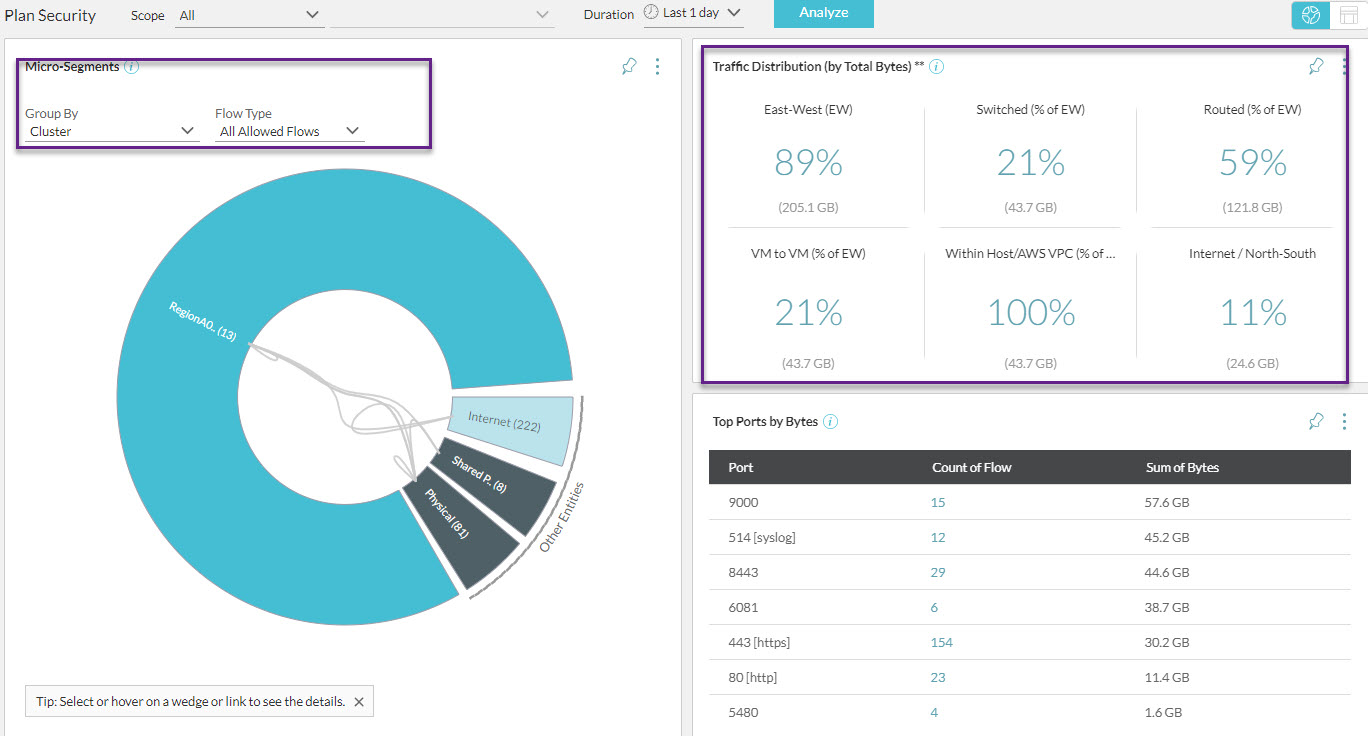 Plan Security Scope All Duration Last 1 day Analyze
Micro-Segments i
Group By Flow Type
Cluster All Allowed Flows
RegionA0.. (13)
Internet (222)
Shared P.. (8)
Physical (81)
Other Entities
Tip: Select or hover on a wedge or link to see the details. ×
Traffic Distribution (by Total Bytes) ** i
East-West (EW) Switched (% of EW) Routed (% of EW)
89% 21% 59%
(205.1 GB) (43.7 GB) (121.8 GB)
VM to VM (% of EW) Within Host/AWS VPC (% of ... Internet / North-South
21% 100% 11%
(43.7 GB) (43.7 GB) (24.6 GB)
Top Ports by Bytes i
Port Count of Flow Sum of Bytes
9000 15 57.6 GB
514 [syslog] 12 45.2 GB
8443 29 44.6 GB
6081 6 38.7 GB
443 [https] 154 30.2 GB
80 [http] 23 11.4 GB
5480 4 1.6 GB